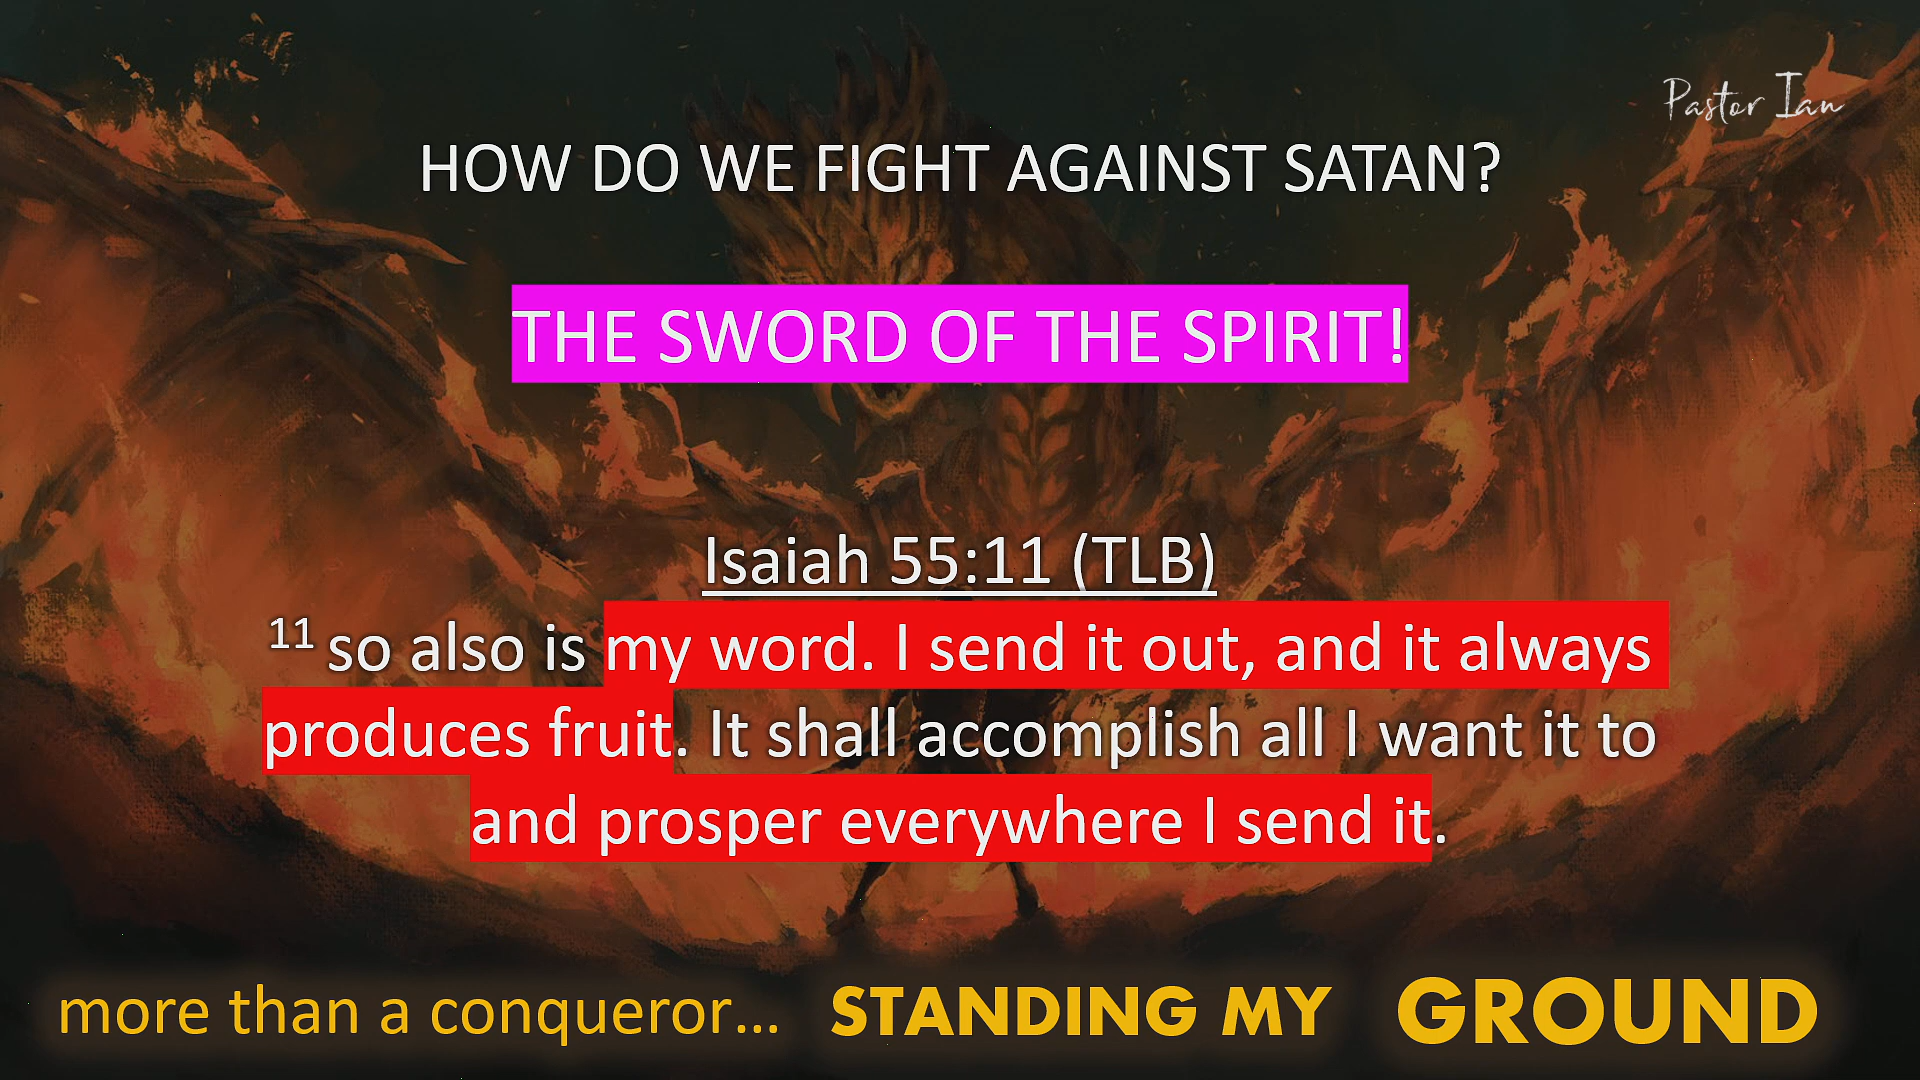 Pastor Ian
HOW DO WE FIGHT AGAINST SATAN?
THE SWORD OF THE SPIRIT!
Isaiah 55:11 (TLB)
11 so also is my word. I send it out, and it always
produces fruit. It shall accomplish all I want it to
and prosper everywhere I send it.
more than a conqueror... STANDING MY GROUND